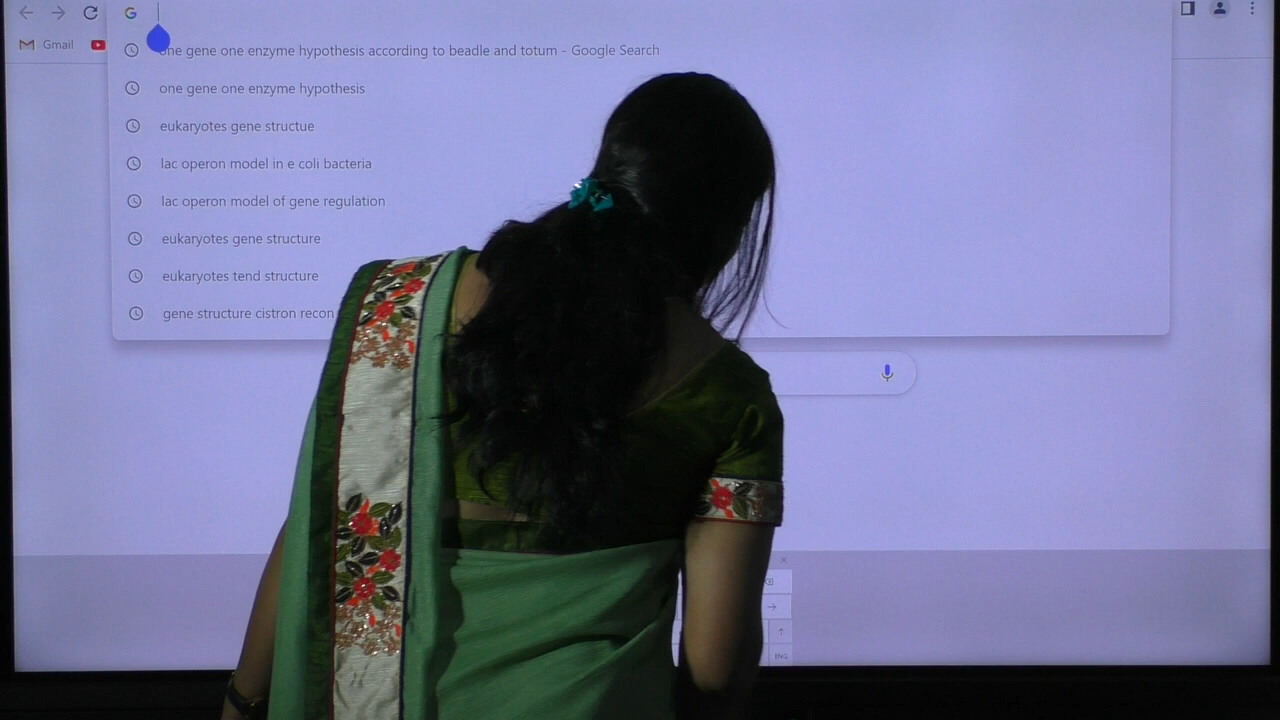 one gene one enzyme hypothesis according to beadle and totum - Google Search
Gmail
one gene one enzyme hypothesis
eukaryotes gene structue
lac operon model in e coli bacteria
lac operon model of gene regulation
eukaryotes gene structure
eukaryotes tend structure
gene structure cistron recon
ENG